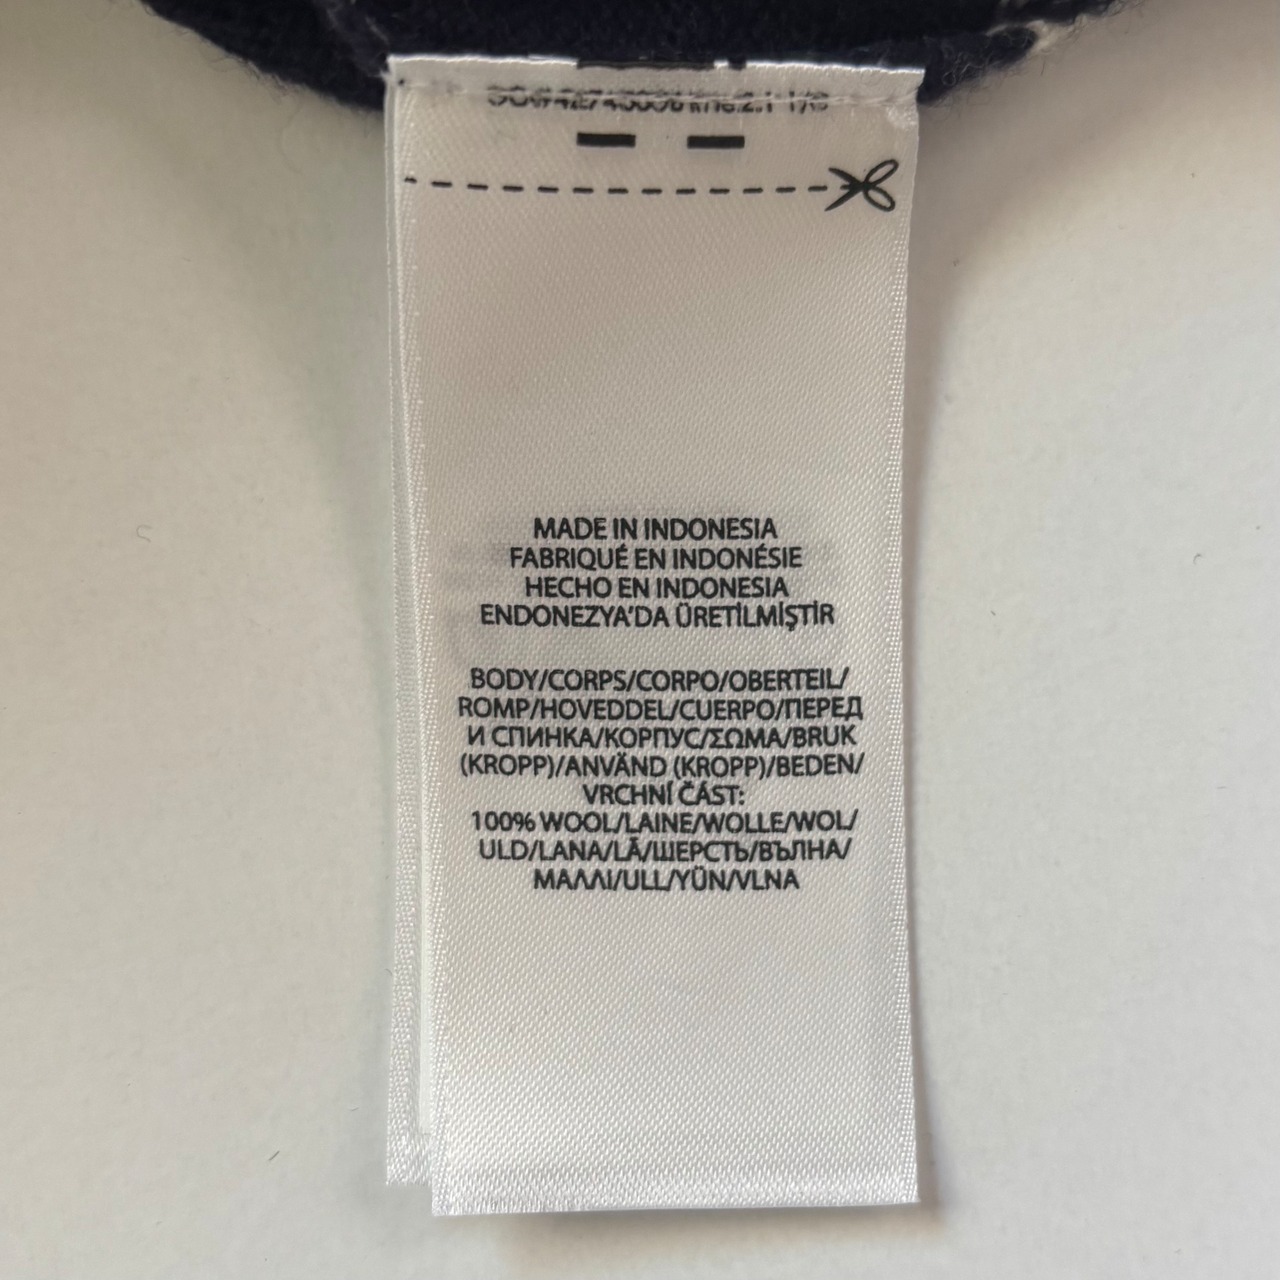 MADE IN INDONESIA
FABRIQUÉ EN INDONÉSIE
HECHO EN INDONESIA
ENDONEZYA'DA ÜRETİLMİŞTİR
BODY/CORPS/CORPO/OBERTEIL/
ROMP/HOVEDDEL/CUERPO/ПЕРЕД
И СПИНКА/КОРПУС/ΣΩΜΑ/BRUK
(KROPP)/ANVÄND (KROPP)/BEDEN/
VRCHNÍ ČÁST:
100% WOOL/LAINE/WOLLE/WOL/
ULD/LANA/LÃ/ШЕРСТЬ/ВЪЛНА/
ΜΑΛΛΙ/ULL/YÜN/VLNA